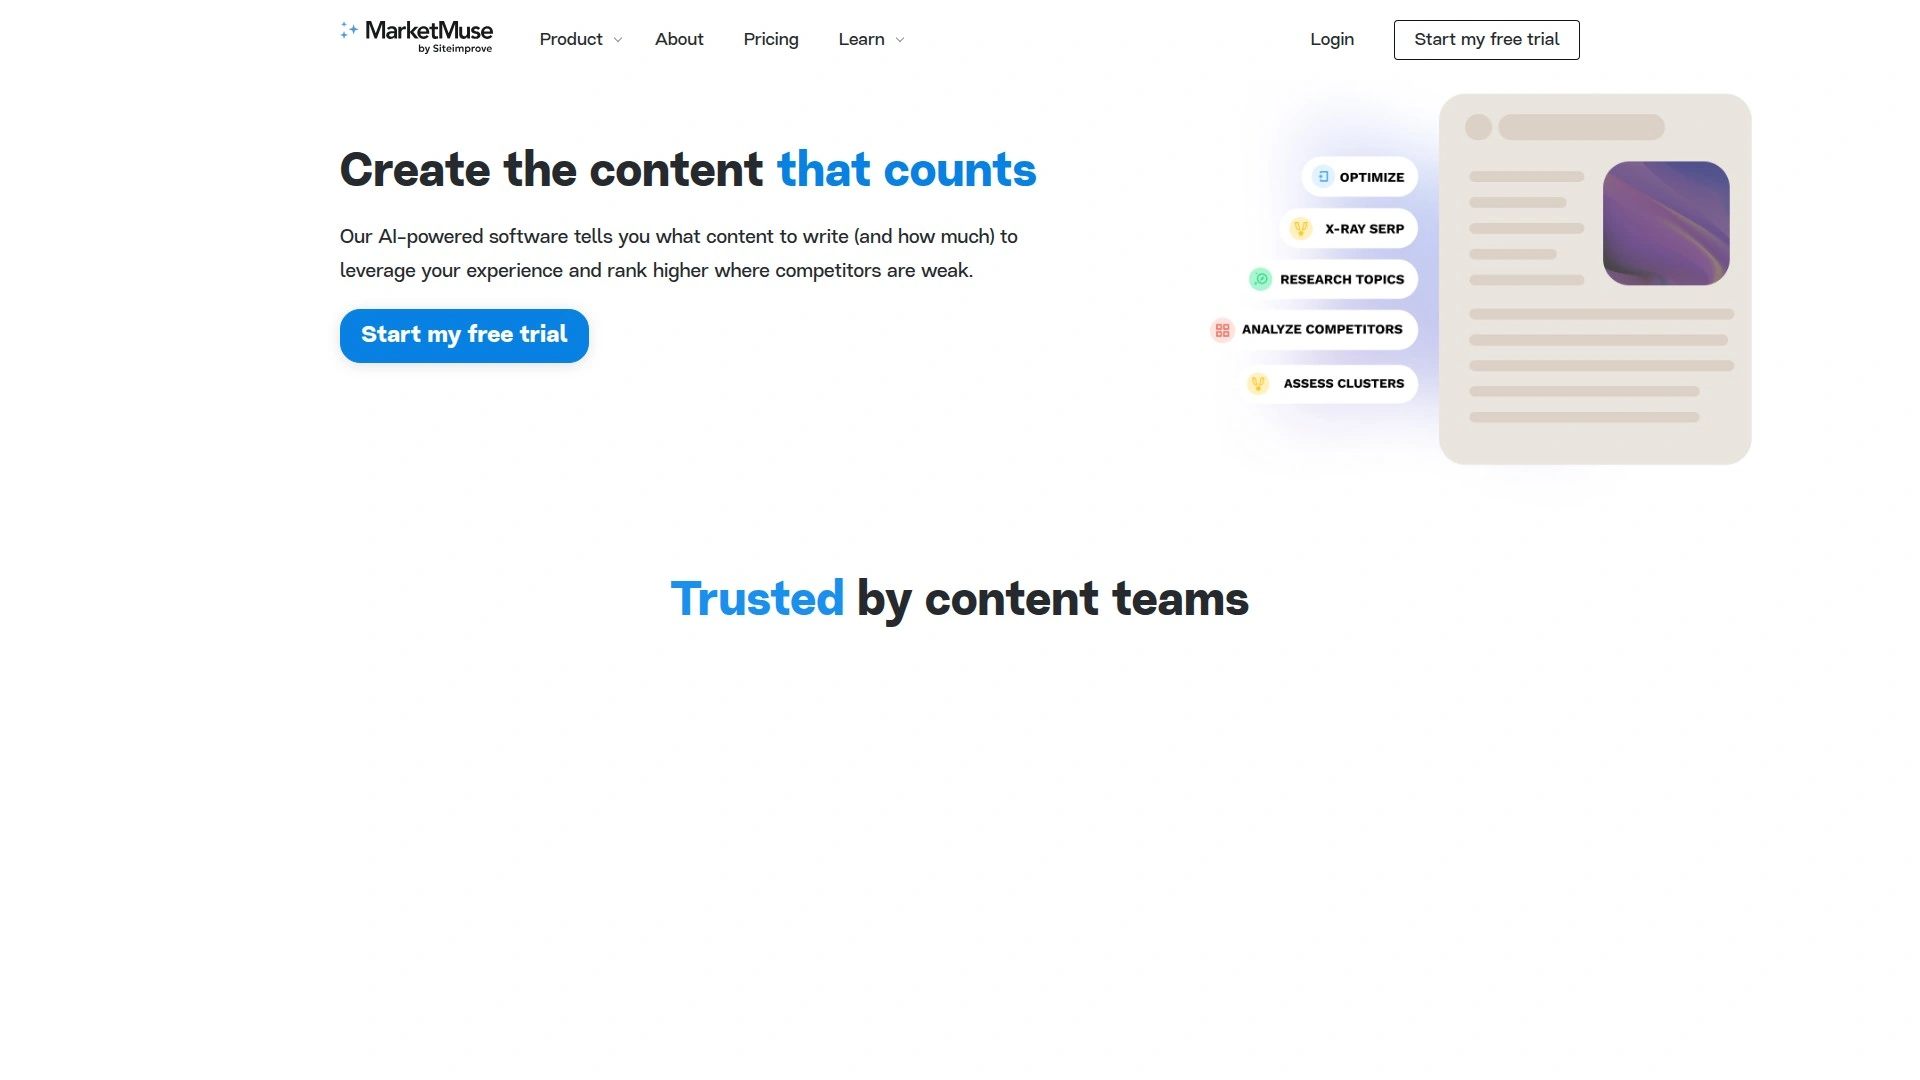 MarketMuse
by Siteimprove
Product
About
Pricing
Learn
Login
Start my free trial
Create the content that counts
Our AI-powered software tells you what content to write (and how much) to
leverage your experience and rank higher where competitors are weak.
Start my free trial
OPTIMIZE
X-RAY SERP
RESEARCH TOPICS
ANALYZE COMPETITORS
ASSESS CLUSTERS
Trusted by content teams